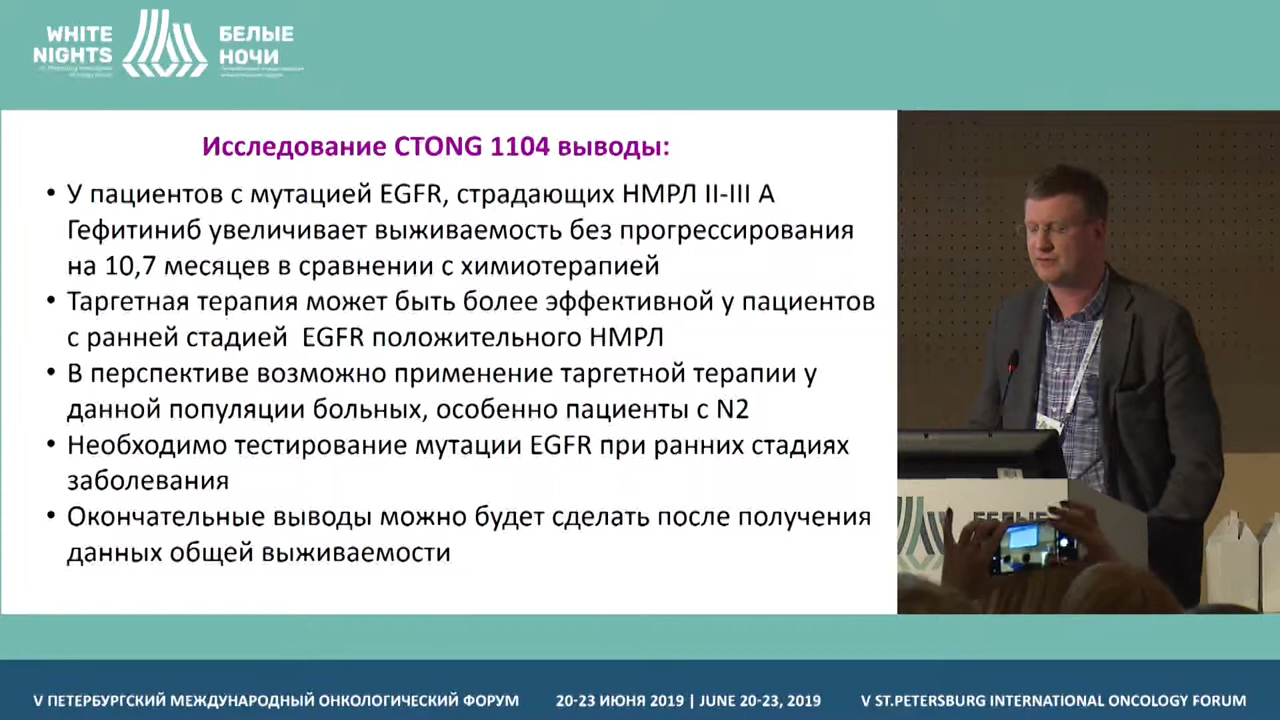 WHITE
NIGHTS
БЕЛЫЕ
НОЧИ
Исследование CTONG 1104 выводы:
• У пациентов с мутацией EGFR, страдающих НМРЛ II-III А
Гефитиниб увеличивает выживаемость без прогрессирования
на 10,7 месяцев в сравнении с химиотерапией
• Таргетная терапия может быть более эффективной у пациентов
с ранней стадией EGFR положительного НМРЛ
• В перспективе возможно применение таргетной терапии у
данной популяции больных, особенно пациенты с N2
• Необходимо тестирование мутации EGFR при ранних стадиях
заболевания
• Окончательные выводы можно будет сделать после получения
данных общей выживаемости
БЕЛЫЕ
V ПЕТЕРБУРГСКИЙ МЕЖДУНАРОДНЫЙ ОНКОЛОГИЧЕСКИЙ ФОРУМ
20-23 ИЮНЯ 2019 | JUNE 20-23, 2019
V ST.PETERSBURG INTERNATIONAL ONCOLOGY FORUM